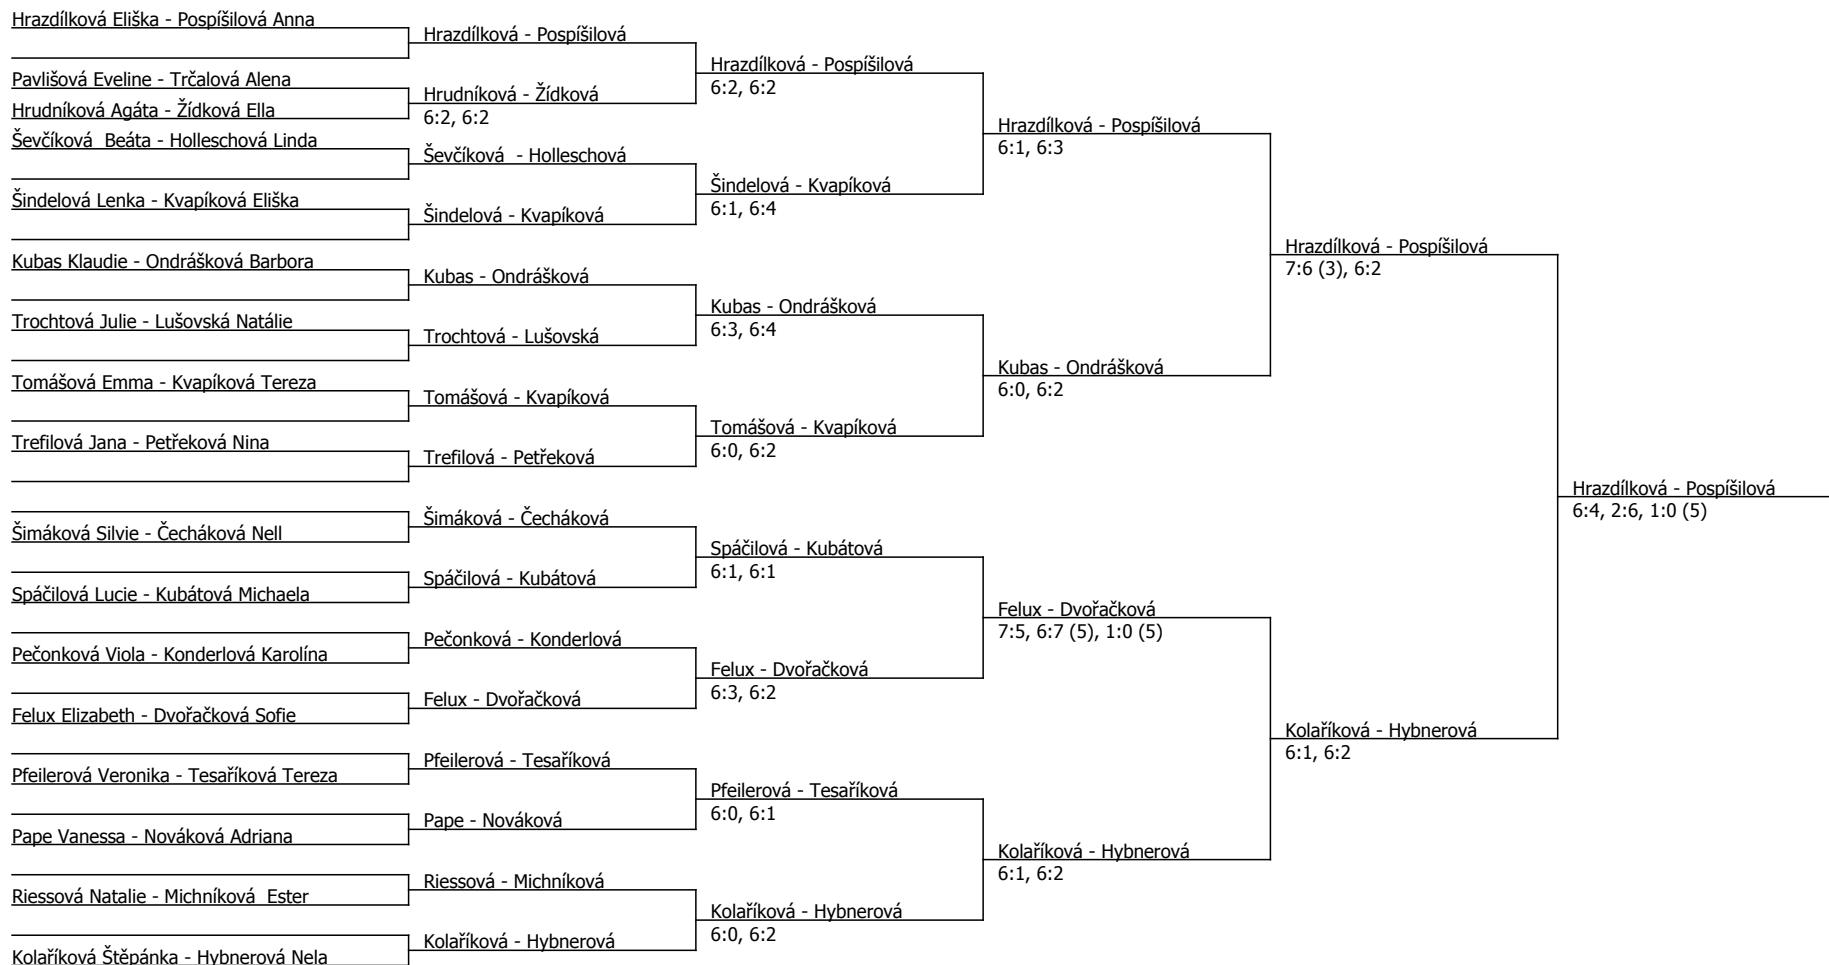 Hrazdílková Eliška - Pospíšilová Anna
Pavlišová Eveline - Trčalová Alena
Hrudníková Agáta - Žídková Ella
Ševčíková  Beáta - Holleschová Linda
Šindelová Lenka - Kvapíková Eliška
Kubas Klaudie - Ondrášková Barbora
Trochtová Julie - Lušovská Natálie
Tomášová Emma - Kvapíková Tereza
Trefilová Jana - Petřeková Nina
Šimáková Silvie - Čecháková Nell
Spáčilová Lucie - Kubátová Michaela
Pečonková Viola - Konderlová Karolína
Felux Elizabeth - Dvořačková Sofie
Pfeilerová Veronika - Tesaříková Tereza
Pape Vanessa - Nováková Adriana
Riessová Natalie - Michníková  Ester
Kolaříková Štěpánka - Hybnerová Nela
Hrazdílková - Pospíšilová
Hrudníková - Žídková
6:2, 6:2
Ševčíková  - Holleschová
Šindelová - Kvapíková
Kubas - Ondrášková
Trochtová - Lušovská
Tomášová - Kvapíková
Trefilová - Petřeková
Šimáková - Čecháková
Spáčilová - Kubátová
Pečonková - Konderlová
Felux - Dvořačková
Pfeilerová - Tesaříková
Pape - Nováková
Riessová - Michníková
Kolaříková - Hybnerová
Hrazdílková - Pospíšilová
6:2, 6:2
Šindelová - Kvapíková
6:1, 6:4
Kubas - Ondrášková
6:3, 6:4
Tomášová - Kvapíková
6:0, 6:2
Spáčilová - Kubátová
6:1, 6:1
Felux - Dvořačková
6:3, 6:2
Pfeilerová - Tesaříková
6:0, 6:1
Kolaříková - Hybnerová
6:0, 6:2
Hrazdílková - Pospíšilová
6:1, 6:3
Kubas - Ondrášková
6:0, 6:2
Felux - Dvořačková
7:5, 6:7 (5), 1:0 (5)
Kolaříková - Hybnerová
6:1, 6:2
Hrazdílková - Pospíšilová
7:6 (3), 6:2
Kolaříková - Hybnerová
6:1, 6:2
Hrazdílková - Pospíšilová
6:4, 2:6, 1:0 (5)